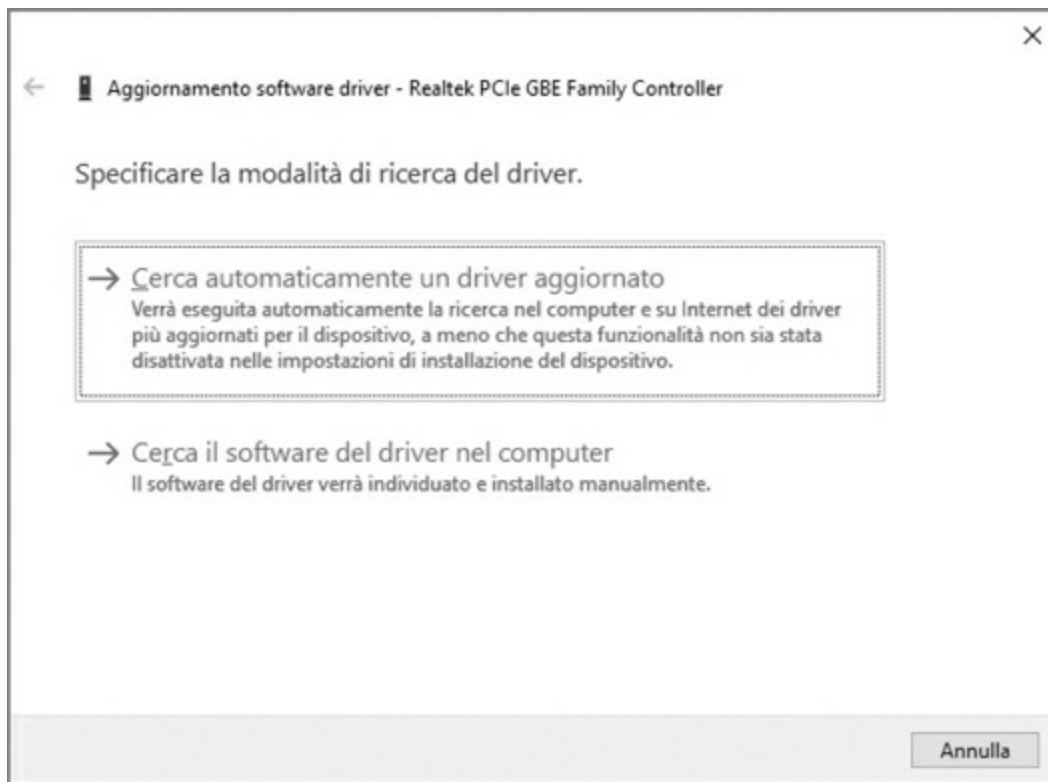 Aggiornamento software driver - Realtek PCIe GBE Family Controller
Specificare la modalità di ricerca del driver.
Cerca automaticamente un driver aggiornato
Verrà eseguita automaticamente la ricerca nel computer e su Internet dei driver
più aggiornati per il dispositivo, a meno che questa funzionalità non sia stata
disattivata nelle impostazioni di installazione del dispositivo.
Cerca il software del driver nel computer
Il software del driver verrà individuato e installato manualmente.
Annulla